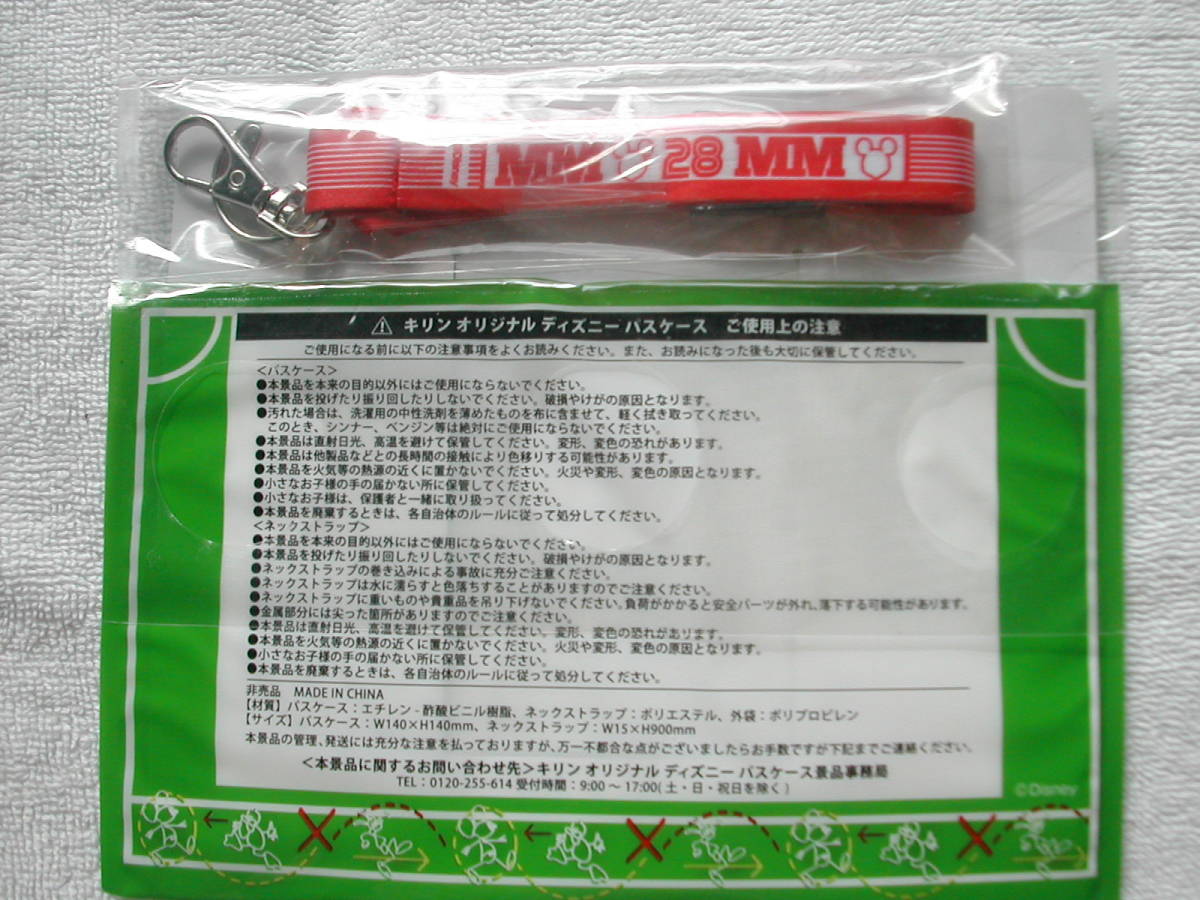 MM 28 MM
⚠ キリン オリジナル ディズニー パスケース ご使用上の注意
ご使用になる前に以下の注意事項をよくお読みください。また、お読みになった後も大切に保管してください。
<パスケース>
●本景品を本来の目的以外にはご使用にならないでください。
●本景品を投げたり振り回したりしないでください。破損やけがの原因となります。
●汚れた場合は、洗濯用の中性洗剤を薄めたものを布に含ませて、軽く拭き取ってください。
このとき、シンナー、ベンジン等は絶対にご使用にならないでください。
●本景品は直射日光、高温を避けて保管してください。変形、変色の恐れがあります。
●本景品は他製品などとの長時間の接触により色移りする可能性があります。
●本景品を火気等の熱源の近くに置かないでください。火災や変形、変色の原因となります。
●小さなお子様の手の届かない所に保管してください。
●小さなお子様は、保護者と一緒に取り扱ってください。
●本景品を廃棄するときは、各自治体のルールに従って処分してください。
<ネックストラップ>
●本景品を本来の目的以外にはご使用にならないでください。
●本景品を投げたり振り回したりしないでください。破損やけがの原因となります。
●ネックストラップの巻き込みによる事故に充分ご注意ください。
●ネックストラップは水に濡らすと色落ちすることがありますのでご注意ください。
●ネックストラップに重いものや貴重品を吊り下げないでください。負荷がかかると安全パーツが外れ、落下する可能性があります。
●金属部分には尖った箇所がありますのでご注意ください。
●本景品は直射日光、高温を避けて保管してください。変形、変色の恐れがあります。
●本景品を火気等の熱源の近くに置かないでください。火災や変形、変色の原因となります。
●小さなお子様の手の届かない所に保管してください。
●本景品を廃棄するときは、各自治体のルールに従って処分してください。
非売品 MADE IN CHINA
【材質】パスケース：エチレン - 酢酸ビニル樹脂、ネックストラップ：ポリエステル、外袋：ポリプロピレン
【サイズ】パスケース：W140×H140mm、ネックストラップ：W15×H900mm
本景品の管理、発送には充分な注意を払っておりますが、万一不都合な点がございましたらお手数ですが下記までご連絡ください。
<本景品に関するお問い合わせ先>キリン オリジナル ディズニー パスケース景品事務局
TEL：0120-255-614 受付時間：9:00～17:00( 土・日・祝日を除く )
©Disney